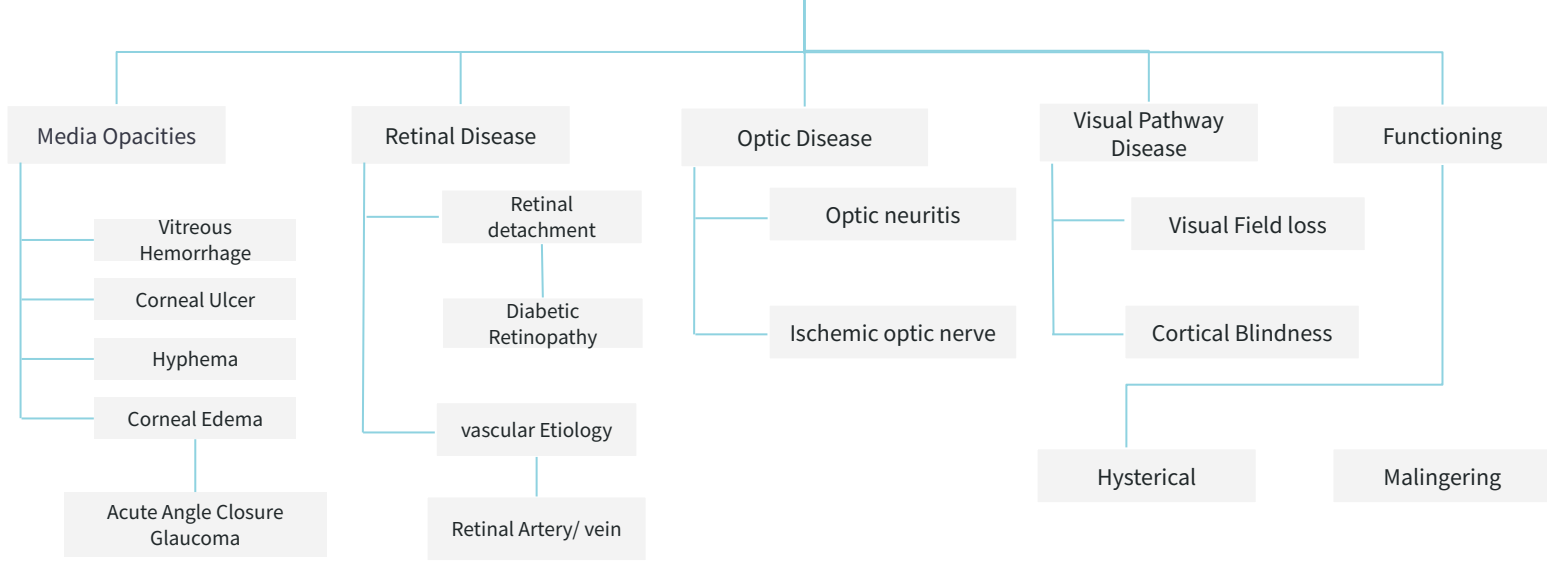 Media Opacities
Retinal Disease
Optic Disease
Visual Pathway
Disease
Functioning
Vitreous
Hemorrhage
Corneal Ulcer
Hyphema
Corneal Edema
Acute Angle Closure
Glaucoma
Retinal
detachment
Diabetic
Retinopathy
vascular Etiology
Retinal Artery/ vein
Optic neuritis
Ischemic optic nerve
Visual Field loss
Cortical Blindness
Hysterical
Malingering